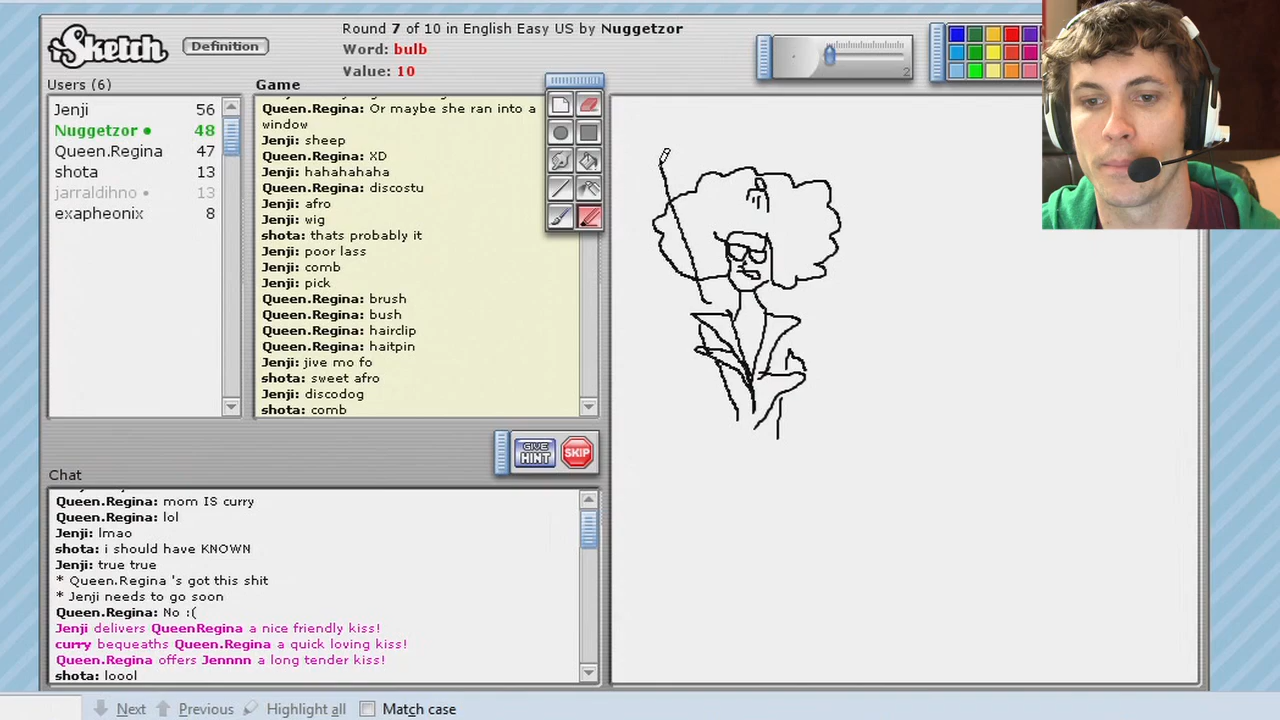 iSketch
Definition
Round 7 of 10 in English Easy US by Nuggetzor
Word: bulb
Value: 10
2
Users (6)
Jenji 56
Nuggetzor • 48
Queen.Regina 47
shota 13
jarraldihno • 13
exapheonix 8
Game
Queen.Regina: Or maybe she ran into a
window
Jenji: sheep
Queen.Regina: XD
Jenji: hahahahaha
Queen.Regina: discostu
Jenji: afro
Jenji: wig
shota: thats probably it
Jenji: poor lass
Jenji: comb
Jenji: pick
Queen.Regina: brush
Queen.Regina: bush
Queen.Regina: hairclip
Queen.Regina: haitpin
Jenji: jive mo fo
shota: sweet afro
Jenji: discodog
shota: comb
GIVE
HINT
SKIP
Chat
Queen.Regina: mom IS curry
Queen.Regina: lol
Jenji: lmao
shota: i should have KNOWN
Jenji: true true
* Queen.Regina 's got this shit
* Jenji needs to go soon
Queen.Regina: No :(
Jenji delivers QueenRegina a nice friendly kiss!
curry bequeaths Queen.Regina a quick loving kiss!
Queen.Regina offers Jennnn a long tender kiss!
shota: loool
Next Previous Highlight all Match case